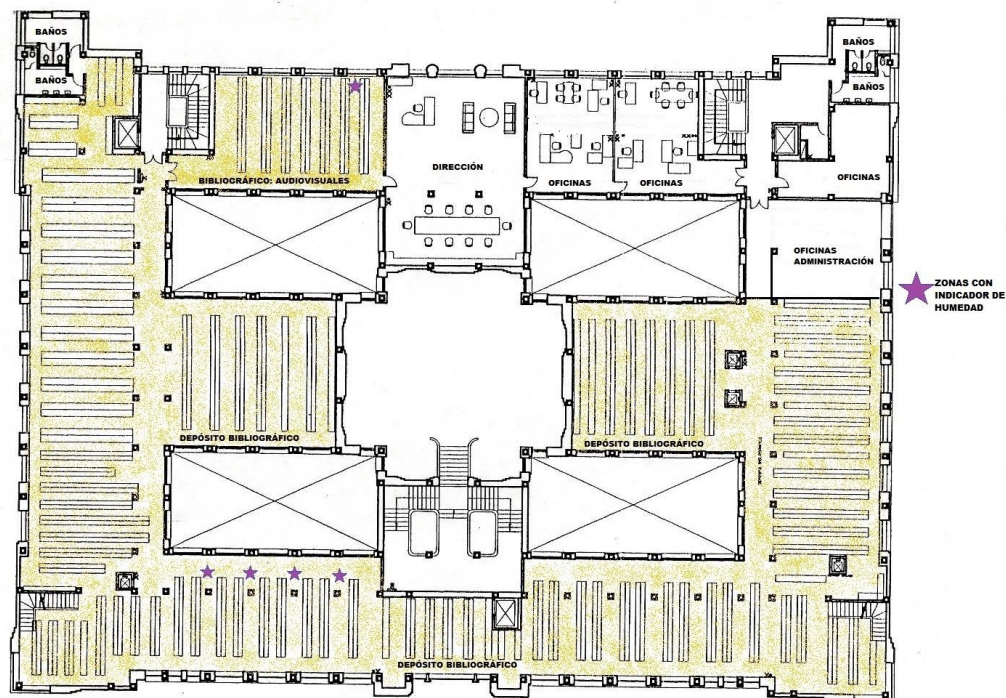 BAÑOS
BAÑOS
BAÑOS
BAÑOS
DIRECCIÓN
BIBLIOGRÁFICO: AUDIOVISUALES
OFICINAS
OFICINAS
OFICINAS
OFICINAS
ADMINISTRACIÓN
ZONAS CON
INDICADOR DE
HUMEDAD
DEPÓSITO BIBLIOGRÁFICO
DEPÓSITO BIBLIOGRÁFICO
DEPÓSITO BIBLIOGRÁFICO